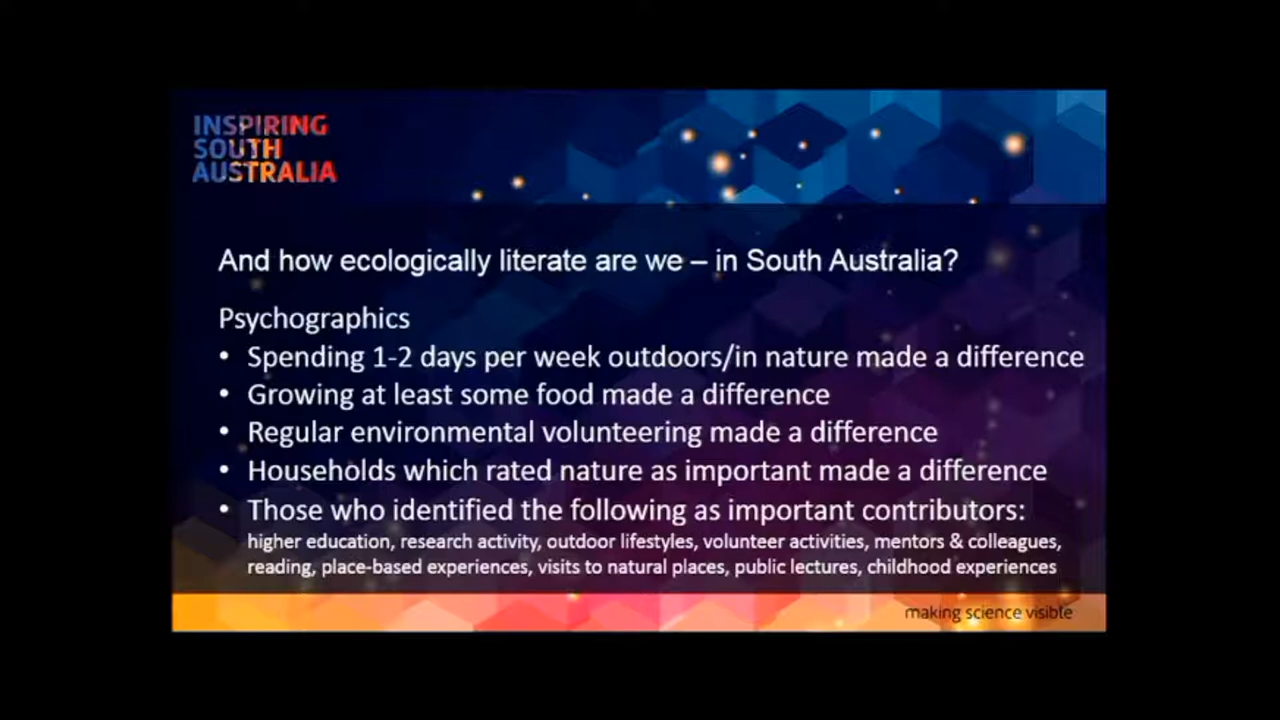 INSPIRING
SOUTH
AUSTRALIA
And how ecologically literate are we – in South Australia?
Psychographics
• Spending 1-2 days per week outdoors/in nature made a difference
• Growing at least some food made a difference
• Regular environmental volunteering made a difference
• Households which rated nature as important made a difference
• Those who identified the following as important contributors:
higher education, research activity, outdoor lifestyles, volunteer activities, mentors & colleagues,
reading, place-based experiences, visits to natural places, public lectures, childhood experiences
making science visible